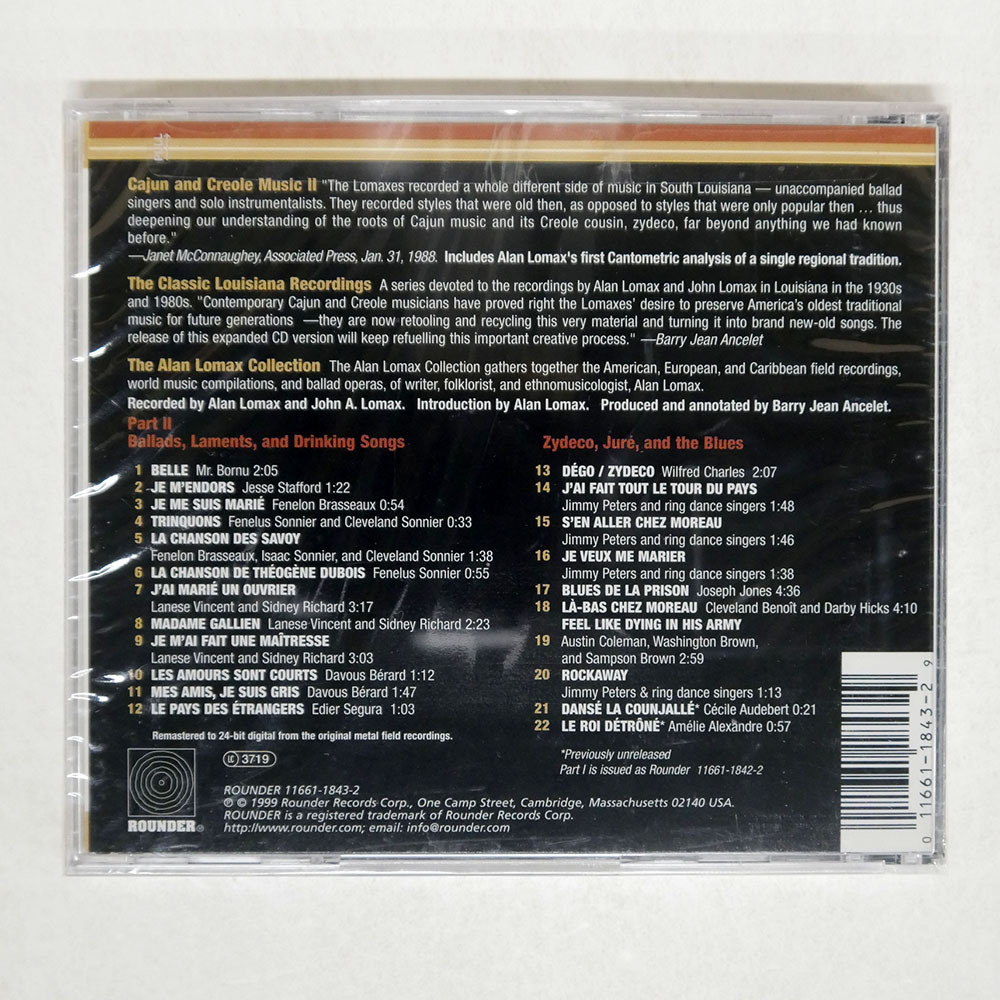 Cajun and Creole Music II "The Lomaxes recorded a whole different side of music in South Louisiana — unaccompanied ballad
singers and solo instrumentalists. They recorded styles that were old then, as opposed to styles that were only popular then ... thus
deepening our understanding of the roots of Cajun music and its Creole cousin, zydeco, far beyond anything we had known
before."
—Janet McConnaughey, Associated Press, Jan. 31, 1988. Includes Alan Lomax's first Cantometric analysis of a single regional tradition.
The Classic Louisiana Recordings A series devoted to the recordings by Alan Lomax and John Lomax in Louisiana in the 1930s
and 1980s. "Contemporary Cajun and Creole musicians have proved right the Lomaxes' desire to preserve America's oldest traditional
music for future generations —they are now retooling and recycling this very material and turning it into brand new-old songs. The
release of this expanded CD version will keep refuelling this important creative process." —Barry Jean Ancelet
The Alan Lomax Collection The Alan Lomax Collection gathers together the American, European, and Caribbean field recordings,
world music compilations, and ballad operas, of writer, folklorist, and ethnomusicologist, Alan Lomax.
Recorded by Alan Lomax and John A. Lomax. Introduction by Alan Lomax. Produced and annotated by Barry Jean Ancelet.
Part II
Ballads, Laments, and Drinking Songs
1 BELLE Mr. Bornu 2:05
2 JE M'ENDORS Jesse Stafford 1:22
3 JE ME SUIS MARIÉ Fenelon Brasseaux 0:54
4 TRINQUONS Fenelus Sonnier and Cleveland Sonnier 0:33
5 LA CHANSON DES SAVOY
Fenelon Brasseaux, Isaac Sonnier, and Cleveland Sonnier 1:38
6 LA CHANSON DE THÉOGÈNE DUBOIS Fenelus Sonnier 0:55
7 J'AI MARIÉ UN OUVRIER
Lanese Vincent and Sidney Richard 3:17
8 MADAME GALLIEN Lanese Vincent and Sidney Richard 2:23
9 JE M'AI FAIT UNE MAÎTRESSE
Lanese Vincent and Sidney Richard 3:03
10 LES AMOURS SONT COURTS Davous Bérard 1:12
11 MES AMIS, JE SUIS GRIS Davous Bérard 1:47
12 LE PAYS DES ÉTRANGERS Edier Segura 1:03
Remastered to 24-bit digital from the original metal field recordings.
Zydeco, Juré, and the Blues
13 DÉGO / ZYDECO Wilfred Charles 2:07
14 J'AI FAIT TOUT LE TOUR DU PAYS
Jimmy Peters and ring dance singers 1:48
15 S'EN ALLER CHEZ MOREAU
Jimmy Peters and ring dance singers 1:46
16 JE VEUX ME MARIER
Jimmy Peters and ring dance singers 1:38
17 BLUES DE LA PRISON Joseph Jones 4:36
18 LÀ-BAS CHEZ MOREAU Cleveland Benoît and Darby Hicks 4:10
FEEL LIKE DYING IN HIS ARMY
19 Austin Coleman, Washington Brown,
and Sampson Brown 2:59
20 ROCKAWAY
Jimmy Peters & ring dance singers 1:13
21 DANSÉ LA COUNJALLÉ* Cécile Audebert 0:21
22 LE ROI DÉTRÔNÉ* Amélie Alexandre 0:57
*Previously unreleased
Part I is issued as Rounder 11661-1842-2
LC 3719
ROUNDER®
ROUNDER 11661-1843-2
℗ © 1999 Rounder Records Corp., One Camp Street, Cambridge, Massachusetts 02140 USA.
ROUNDER is a registered trademark of Rounder Records Corp.
http://www.rounder.com; email: info@rounder.com
0 11661-1843-2 9